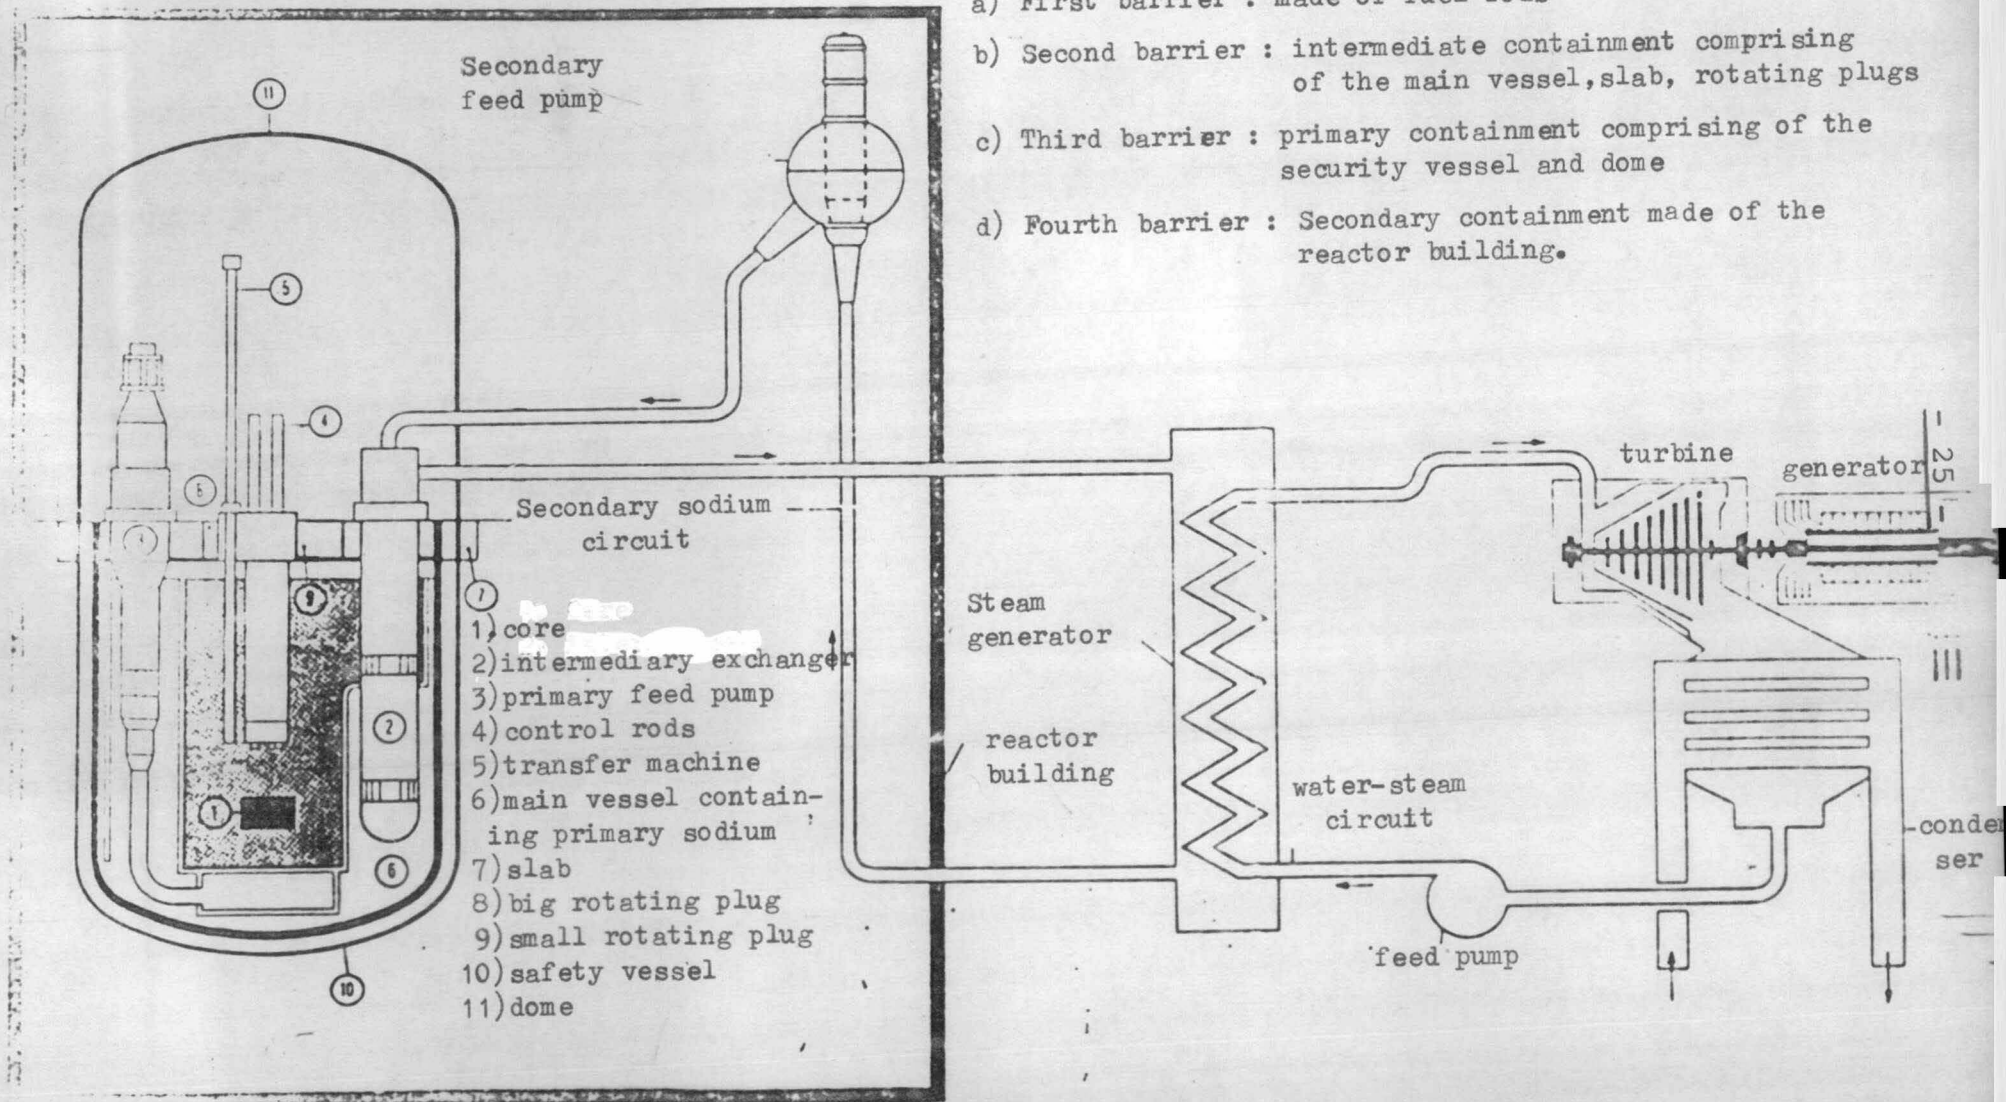 a) First barrier : made of fuel
b) Second barrier : intermediate containment comprising
of the main vessel,slab, rotating plugs
c) Third barrier : primary containment comprising of the
security vessel and dome
d) Fourth barrier : Secondary containment made of the
reactor building.
Secondary
feed pump
11
5
4
Secondary sodium
circuit
9
7
2
6
10
1)core
2)intermediary exchanger
3)primary feed pump
4)control rods
5)transfer machine
6)main vessel contain-
ing primary sodium
7)slab
8)big rotating plug
9)small rotating plug
10)safety vessel
11)dome
Steam
generator
reactor
building
water-steam
circuit
feed pump
turbine
generator
- 25 -
-conden
ser